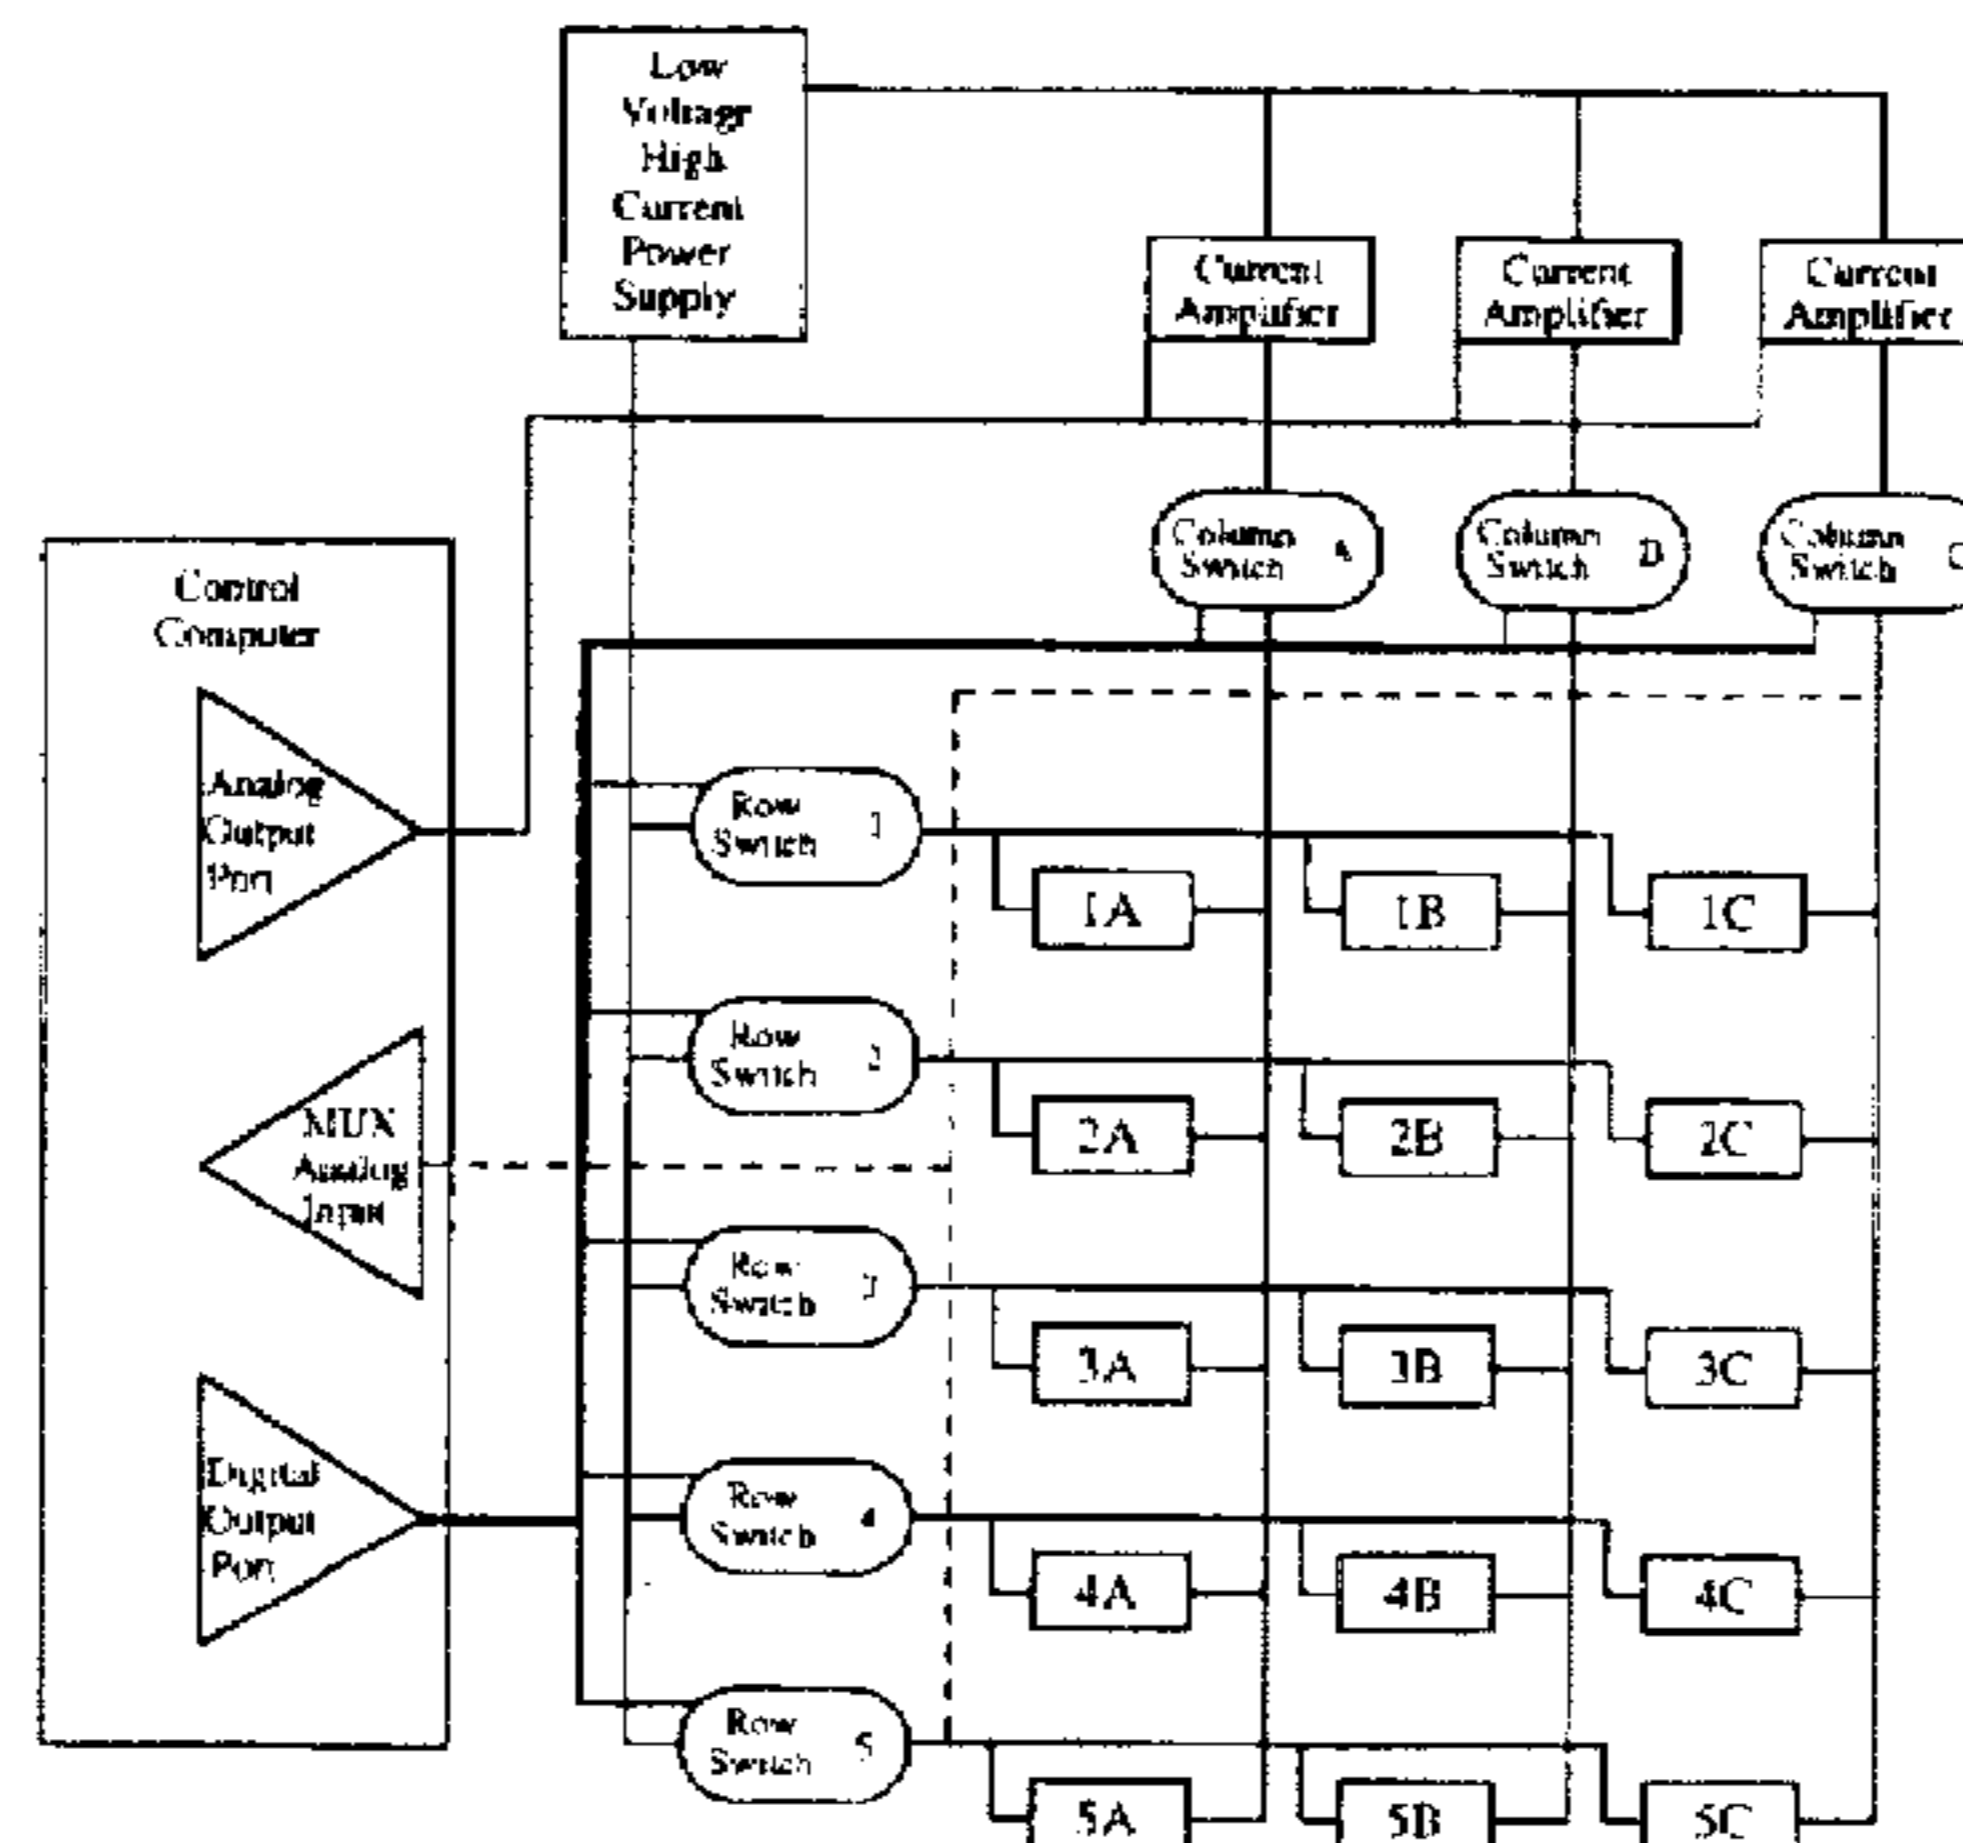 Low
Voltage
High
Current
Power
Supply
Current
Amplifier
Current
Amplifier
Current
Amplifier
Column
Switch A
Column
Switch B
Column
Switch C
Control
Computer
Analog
Output
Port
MUX
Analog
Input
Digital
Output
Port
Row
Switch 1
1A 1B 1C
Row
Switch 2
2A 2B 2C
Row
Switch 3
3A 3B 3C
Row
Switch 4
4A 4B 4C
Row
Switch 5
5A 5B 5C